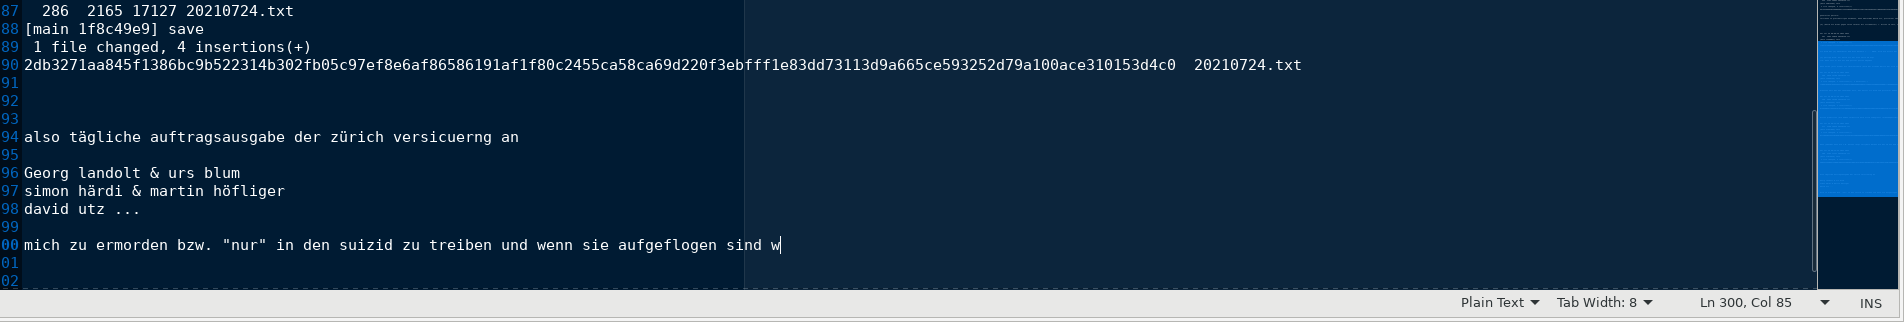 87   286  2165 17127 20210724.txt
88 [main 1f8c49e9] save
89  1 file changed, 4 insertions(+)
90 2db3271aa845f1386bc9b522314b302fb05c97ef8e6af86586191af1f80c2455ca58ca69d220f3ebfff1e83dd73113d9a665ce593252d79a100ace310153d4c0  20210724.txt
91
92
93
94 also tägliche auftragsausgabe der zürich versicuerng an
95
96 Georg landolt & urs blum
97 simon härdi & martin höfliger
98 david utz ...
99
00 mich zu ermorden bzw. "nur" in den suizid zu treiben und wenn sie aufgeflogen sind w
01
02
Plain Text Tab Width: 8 Ln 300, Col 85 INS